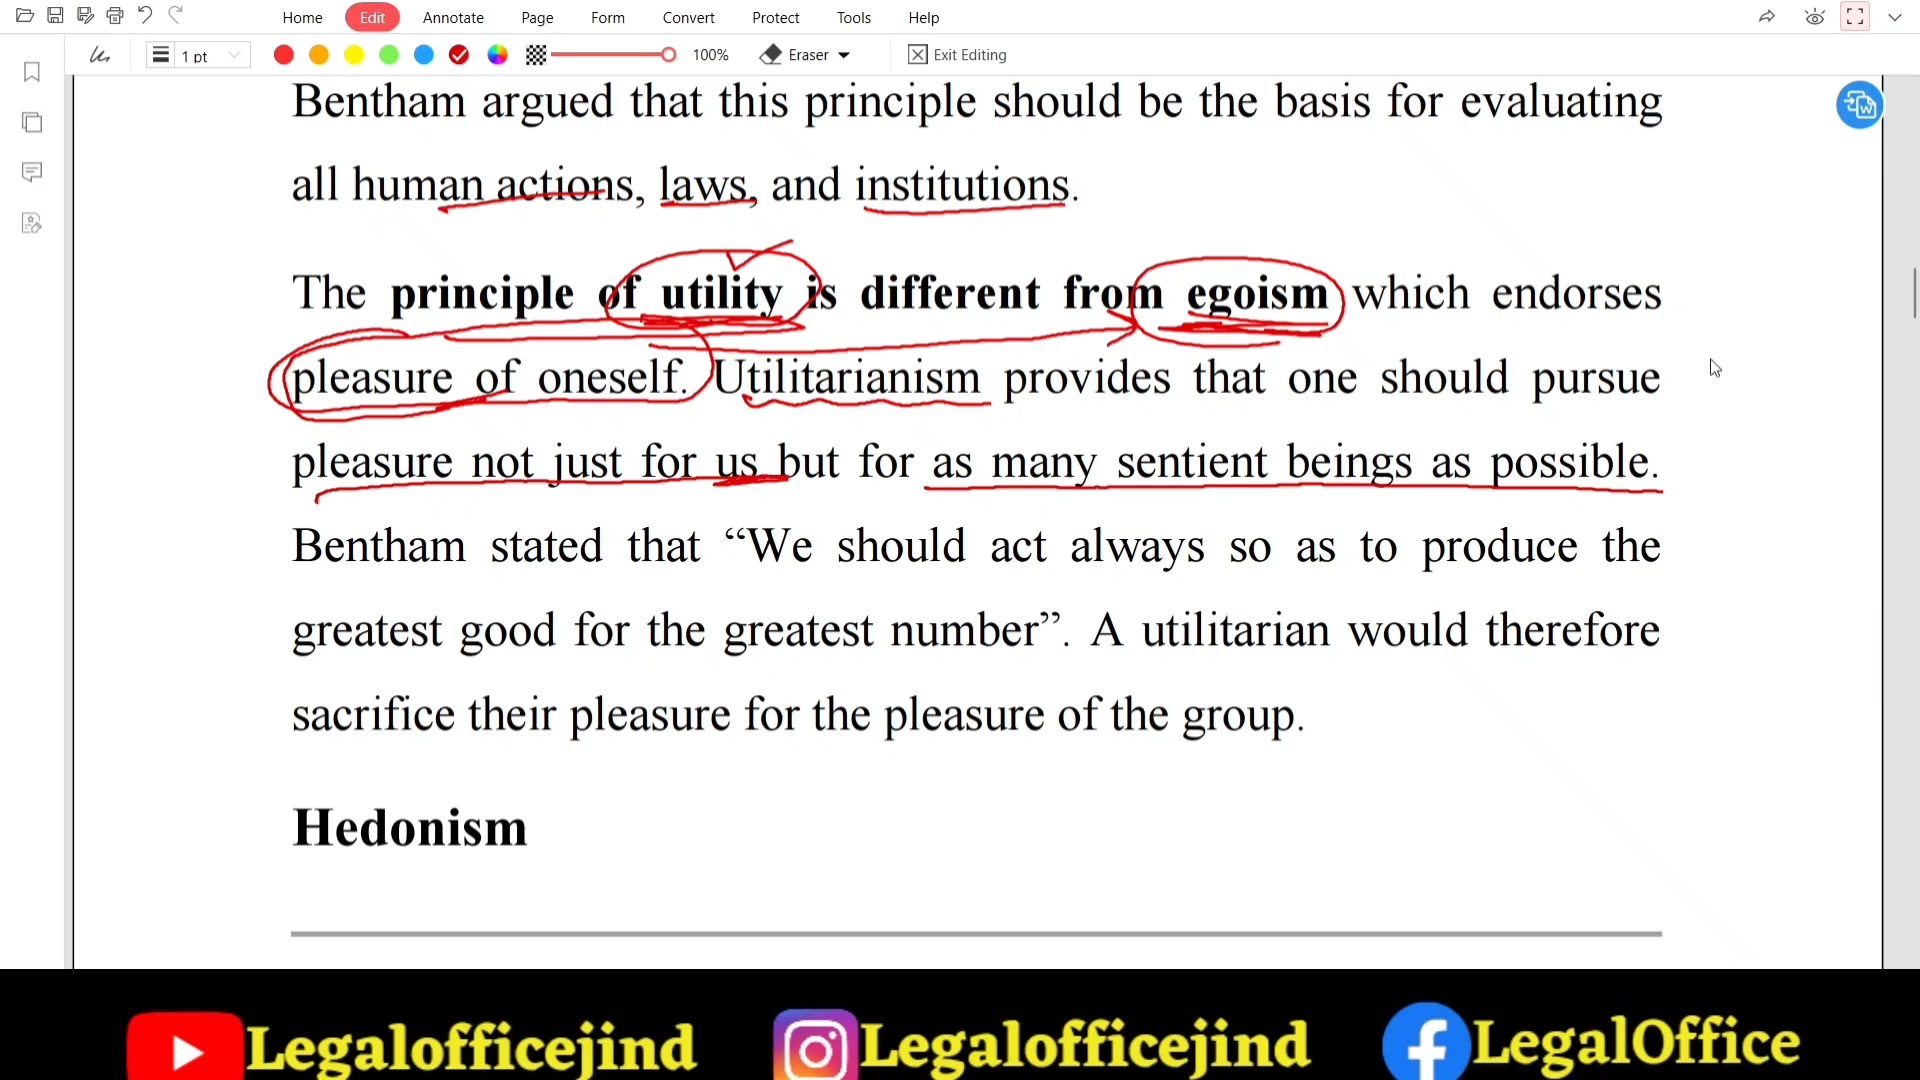 Home Edit Annotate Page Form Convert Protect Tools Help
1 pt 100% Eraser Exit Editing
Bentham argued that this principle should be the basis for evaluating
all human actions, laws, and institutions.
The principle of utility is different from egoism which endorses
pleasure of oneself. Utilitarianism provides that one should pursue
pleasure not just for us but for as many sentient beings as possible.
Bentham stated that “We should act always so as to produce the
greatest good for the greatest number”. A utilitarian would therefore
sacrifice their pleasure for the pleasure of the group.
Hedonism
Legalofficejind Legalofficejind LegalOffice